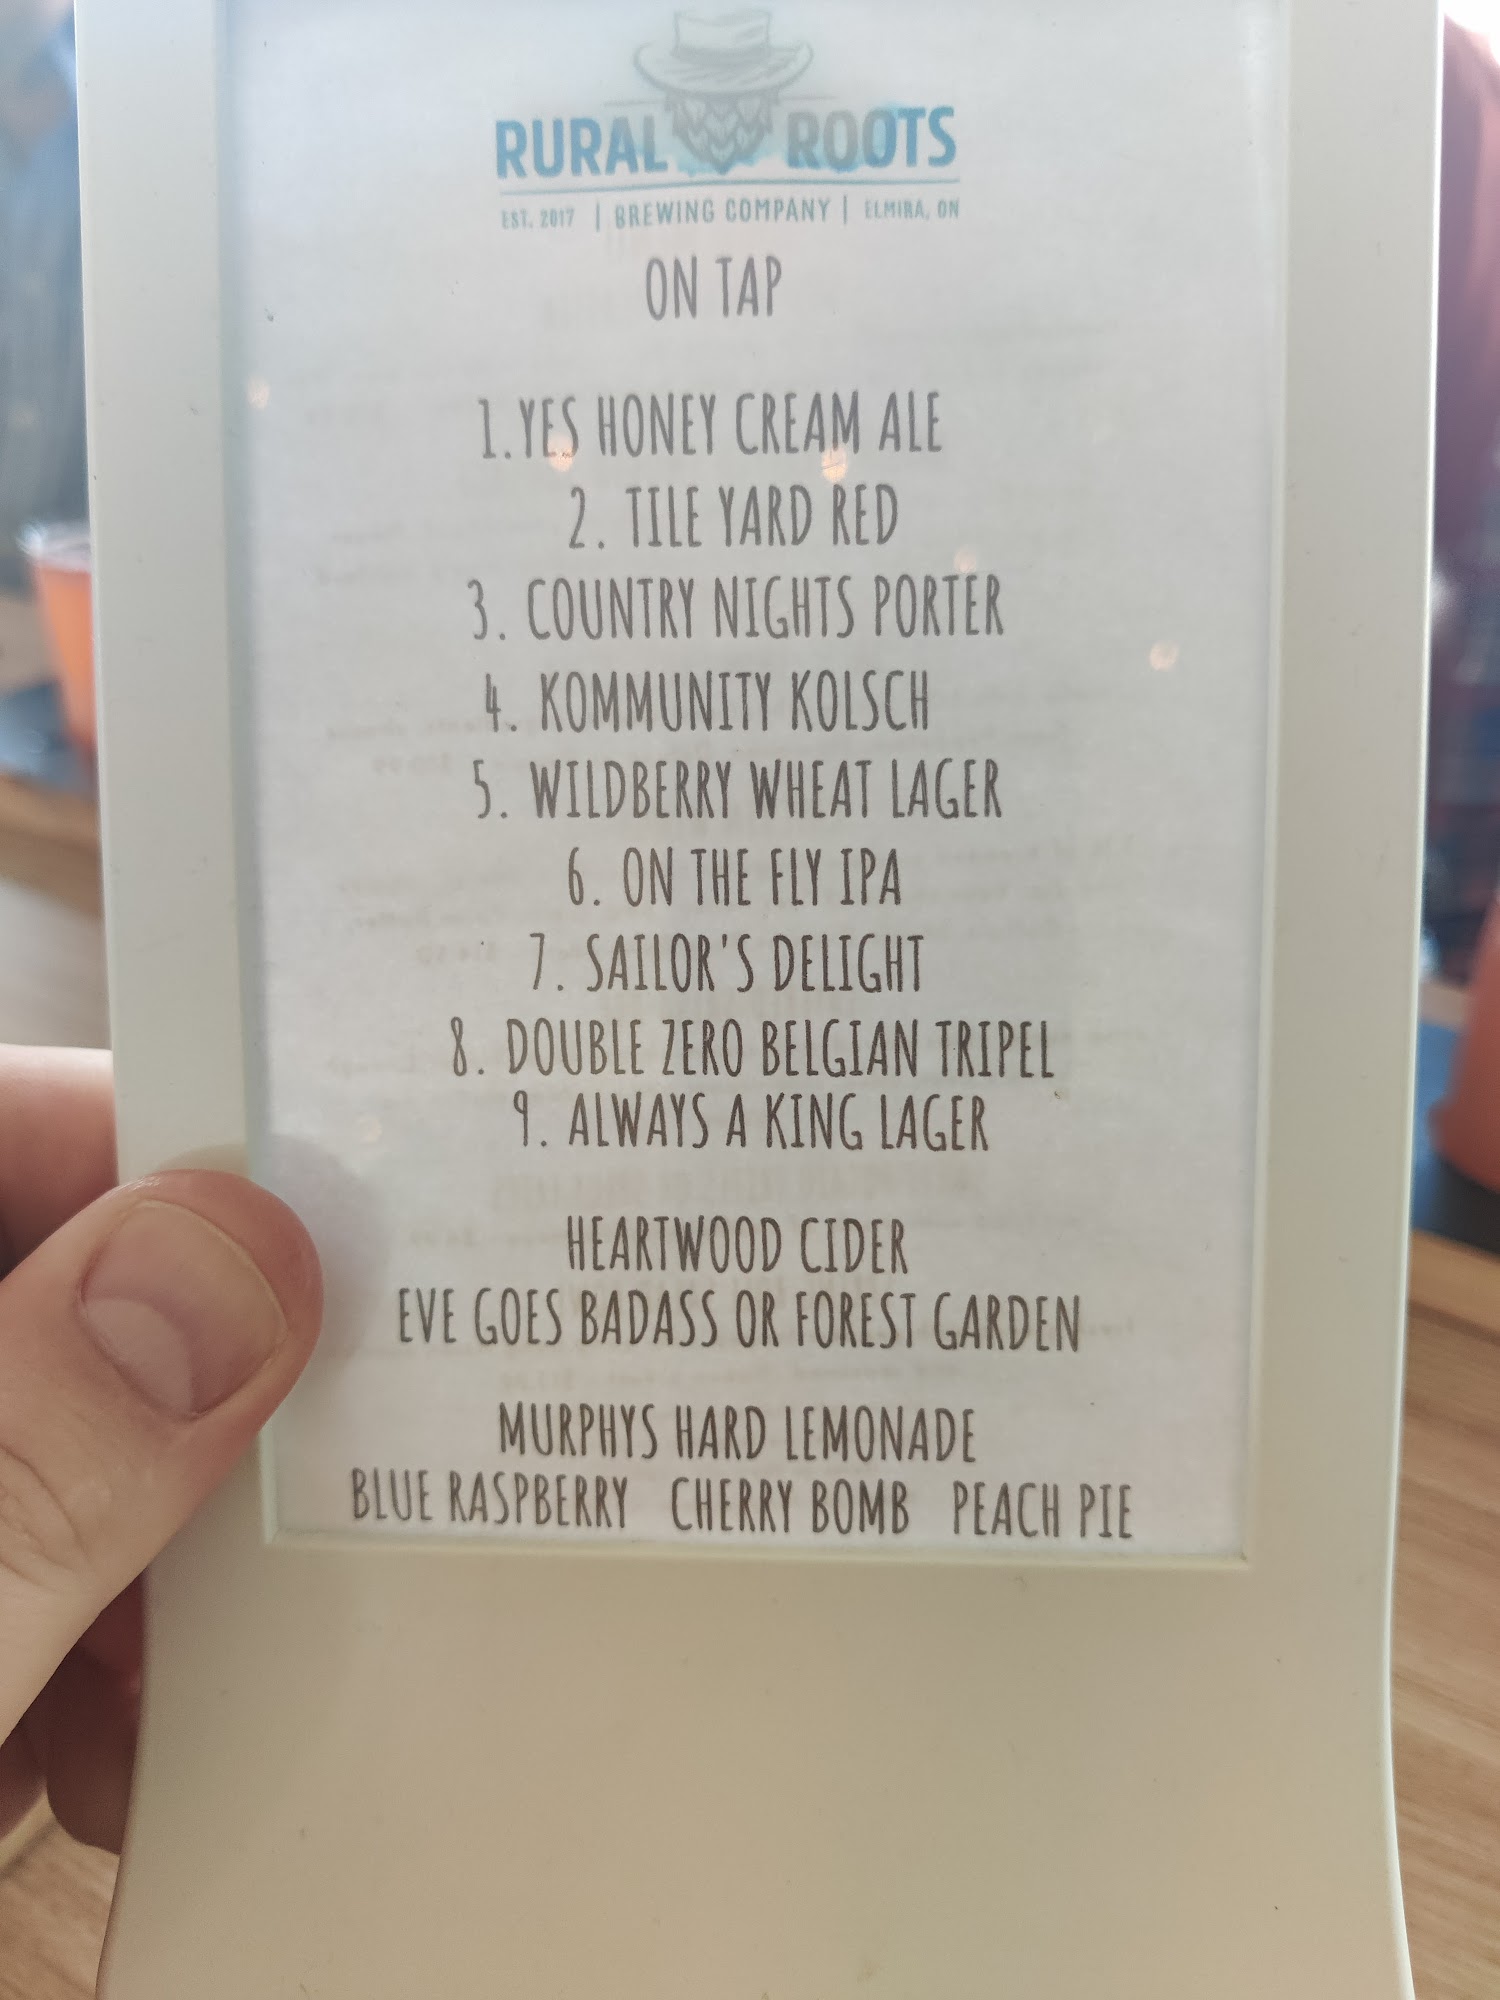 RURAL ROOTS
EST. 2017 | BREWING COMPANY | ELMIRA, ON
ON TAP
1. YES HONEY CREAM ALE
2. TILE YARD RED
3. COUNTRY NIGHTS PORTER
4. KOMMUNITY KOLSCH
5. WILDBERRY WHEAT LAGER
6. ON THE FLY IPA
7. SAILOR'S DELIGHT
8. DOUBLE ZERO BELGIAN TRIPEL
9. ALWAYS A KING LAGER
HEARTWOOD CIDER
EVE GOES BADASS OR FOREST GARDEN
MURPHYS HARD LEMONADE
BLUE RASPBERRY CHERRY BOMB PEACH PIE